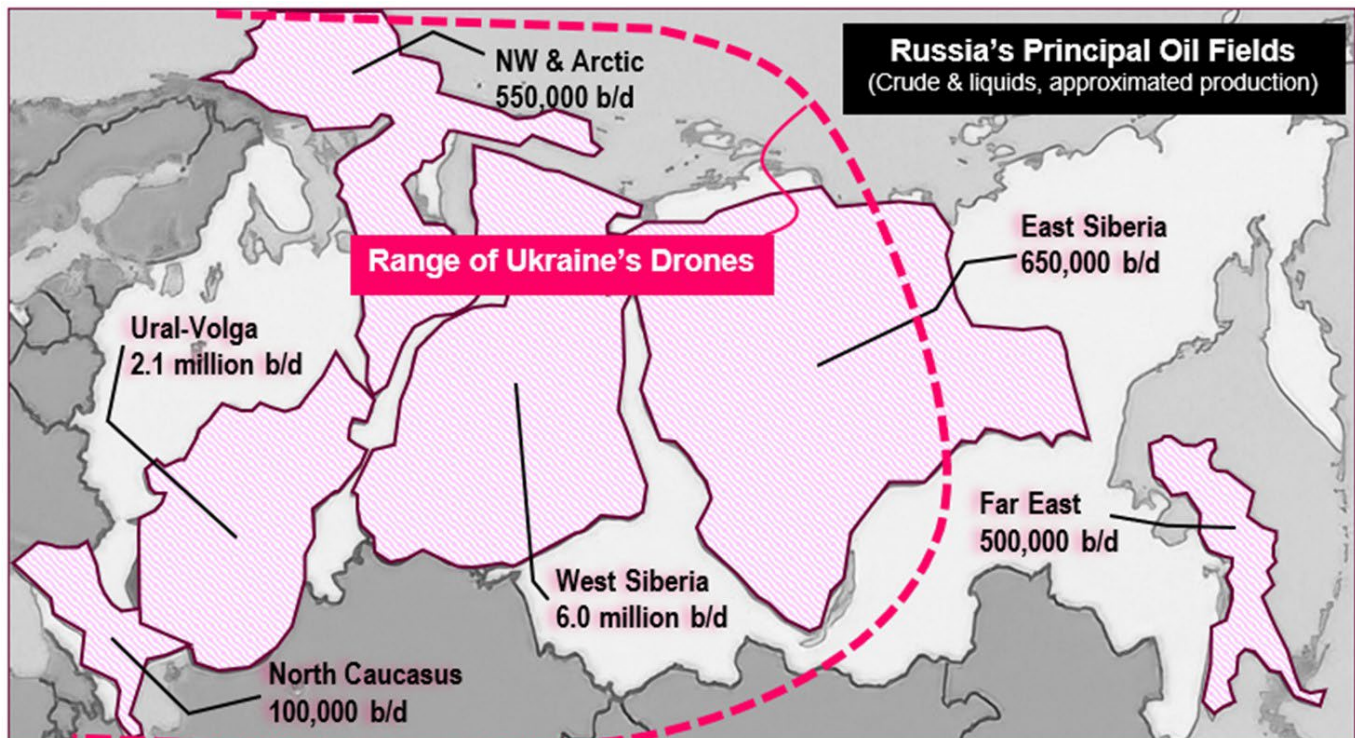 Russia’s Principal Oil Fields
(Crude & liquids, approximated production)
NW & Arctic
550,000 b/d
Range of Ukraine’s Drones
East Siberia
650,000 b/d
Ural-Volga
2.1 million b/d
Far East
500,000 b/d
West Siberia
6.0 million b/d
North Caucasus
100,000 b/d